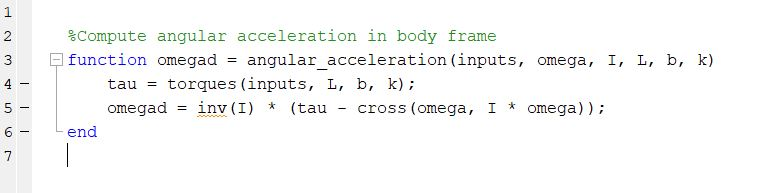 1
2 %Compute angular acceleration in body frame
3 function omegad = angular_acceleration(inputs, omega, I, L, b, k)
4 – tau = torques(inputs, L, b, k);
5 – omegad = inv(I) * (tau - cross(omega, I * omega));
6 – end
7